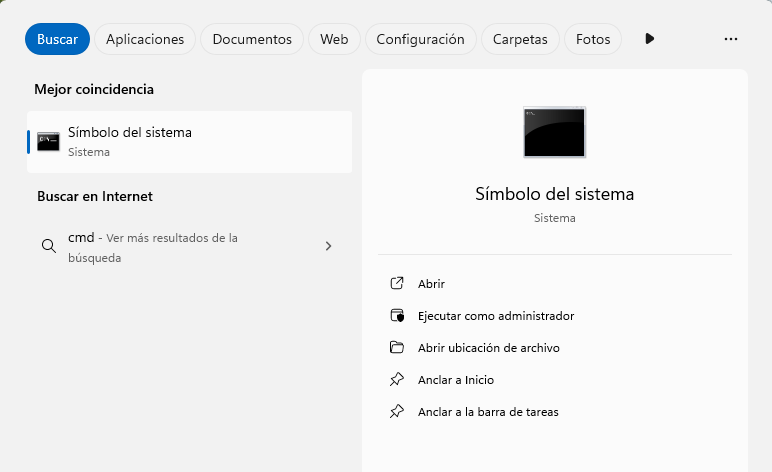 Buscar
Aplicaciones
Documentos
Web
Configuración
Carpetas
Fotos
Mejor coincidencia
Símbolo del sistema
Sistema
Buscar en Internet
cmd - Ver más resultados de la
búsqueda
Símbolo del sistema
Sistema
Abrir
Ejecutar como administrador
Abrir ubicación de archivo
Anclar a Inicio
Anclar a la barra de tareas